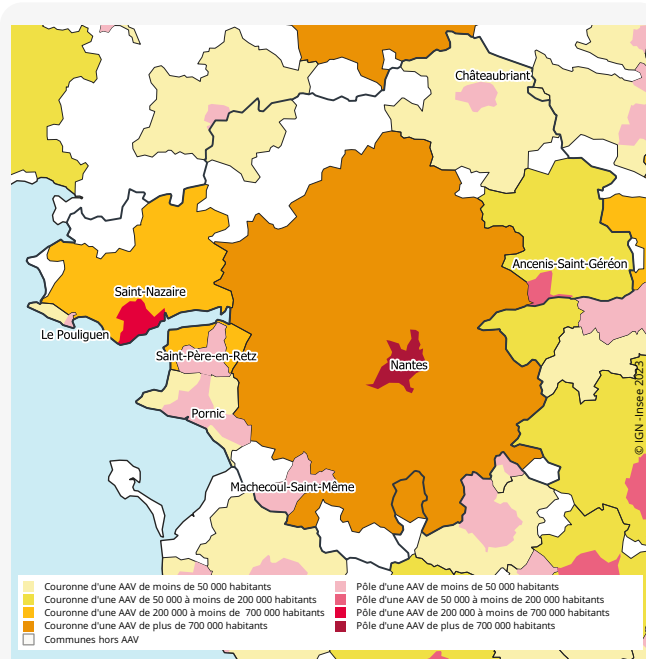 Châteaubriant
Ancenis-Saint-Géréon
Saint-Nazaire
Le Pouliguen
Saint-Père-en-Retz
Nantes
Pornic
Machecoul-Saint-Même
© IGN -Insee 2023
Couronne d'une AAV de moins de 50 000 habitants
Couronne d'une AAV de 50 000 à moins de 200 000 habitants
Couronne d'une AAV de 200 000 à moins de 700 000 habitants
Couronne d'une AAV de plus de 700 000 habitants
Communes hors AAV
Pôle d'une AAV de moins de 50 000 habitants
Pôle d'une AAV de 50 000 à moins de 200 000 habitants
Pôle d'une AAV de 200 000 à moins de 700 000 habitants
Pôle d'une AAV de plus de 700 000 habitants